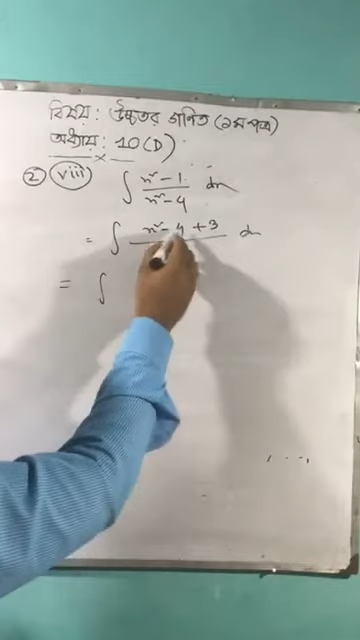 বিষয়: উচ্চতর গণিত (১ম পত্র)
অধ্যায়: 10 (D)
2 viii ∫ x² - 1 / x² - 4 dx
= ∫ x² - 4 + 3 dx
= ∫